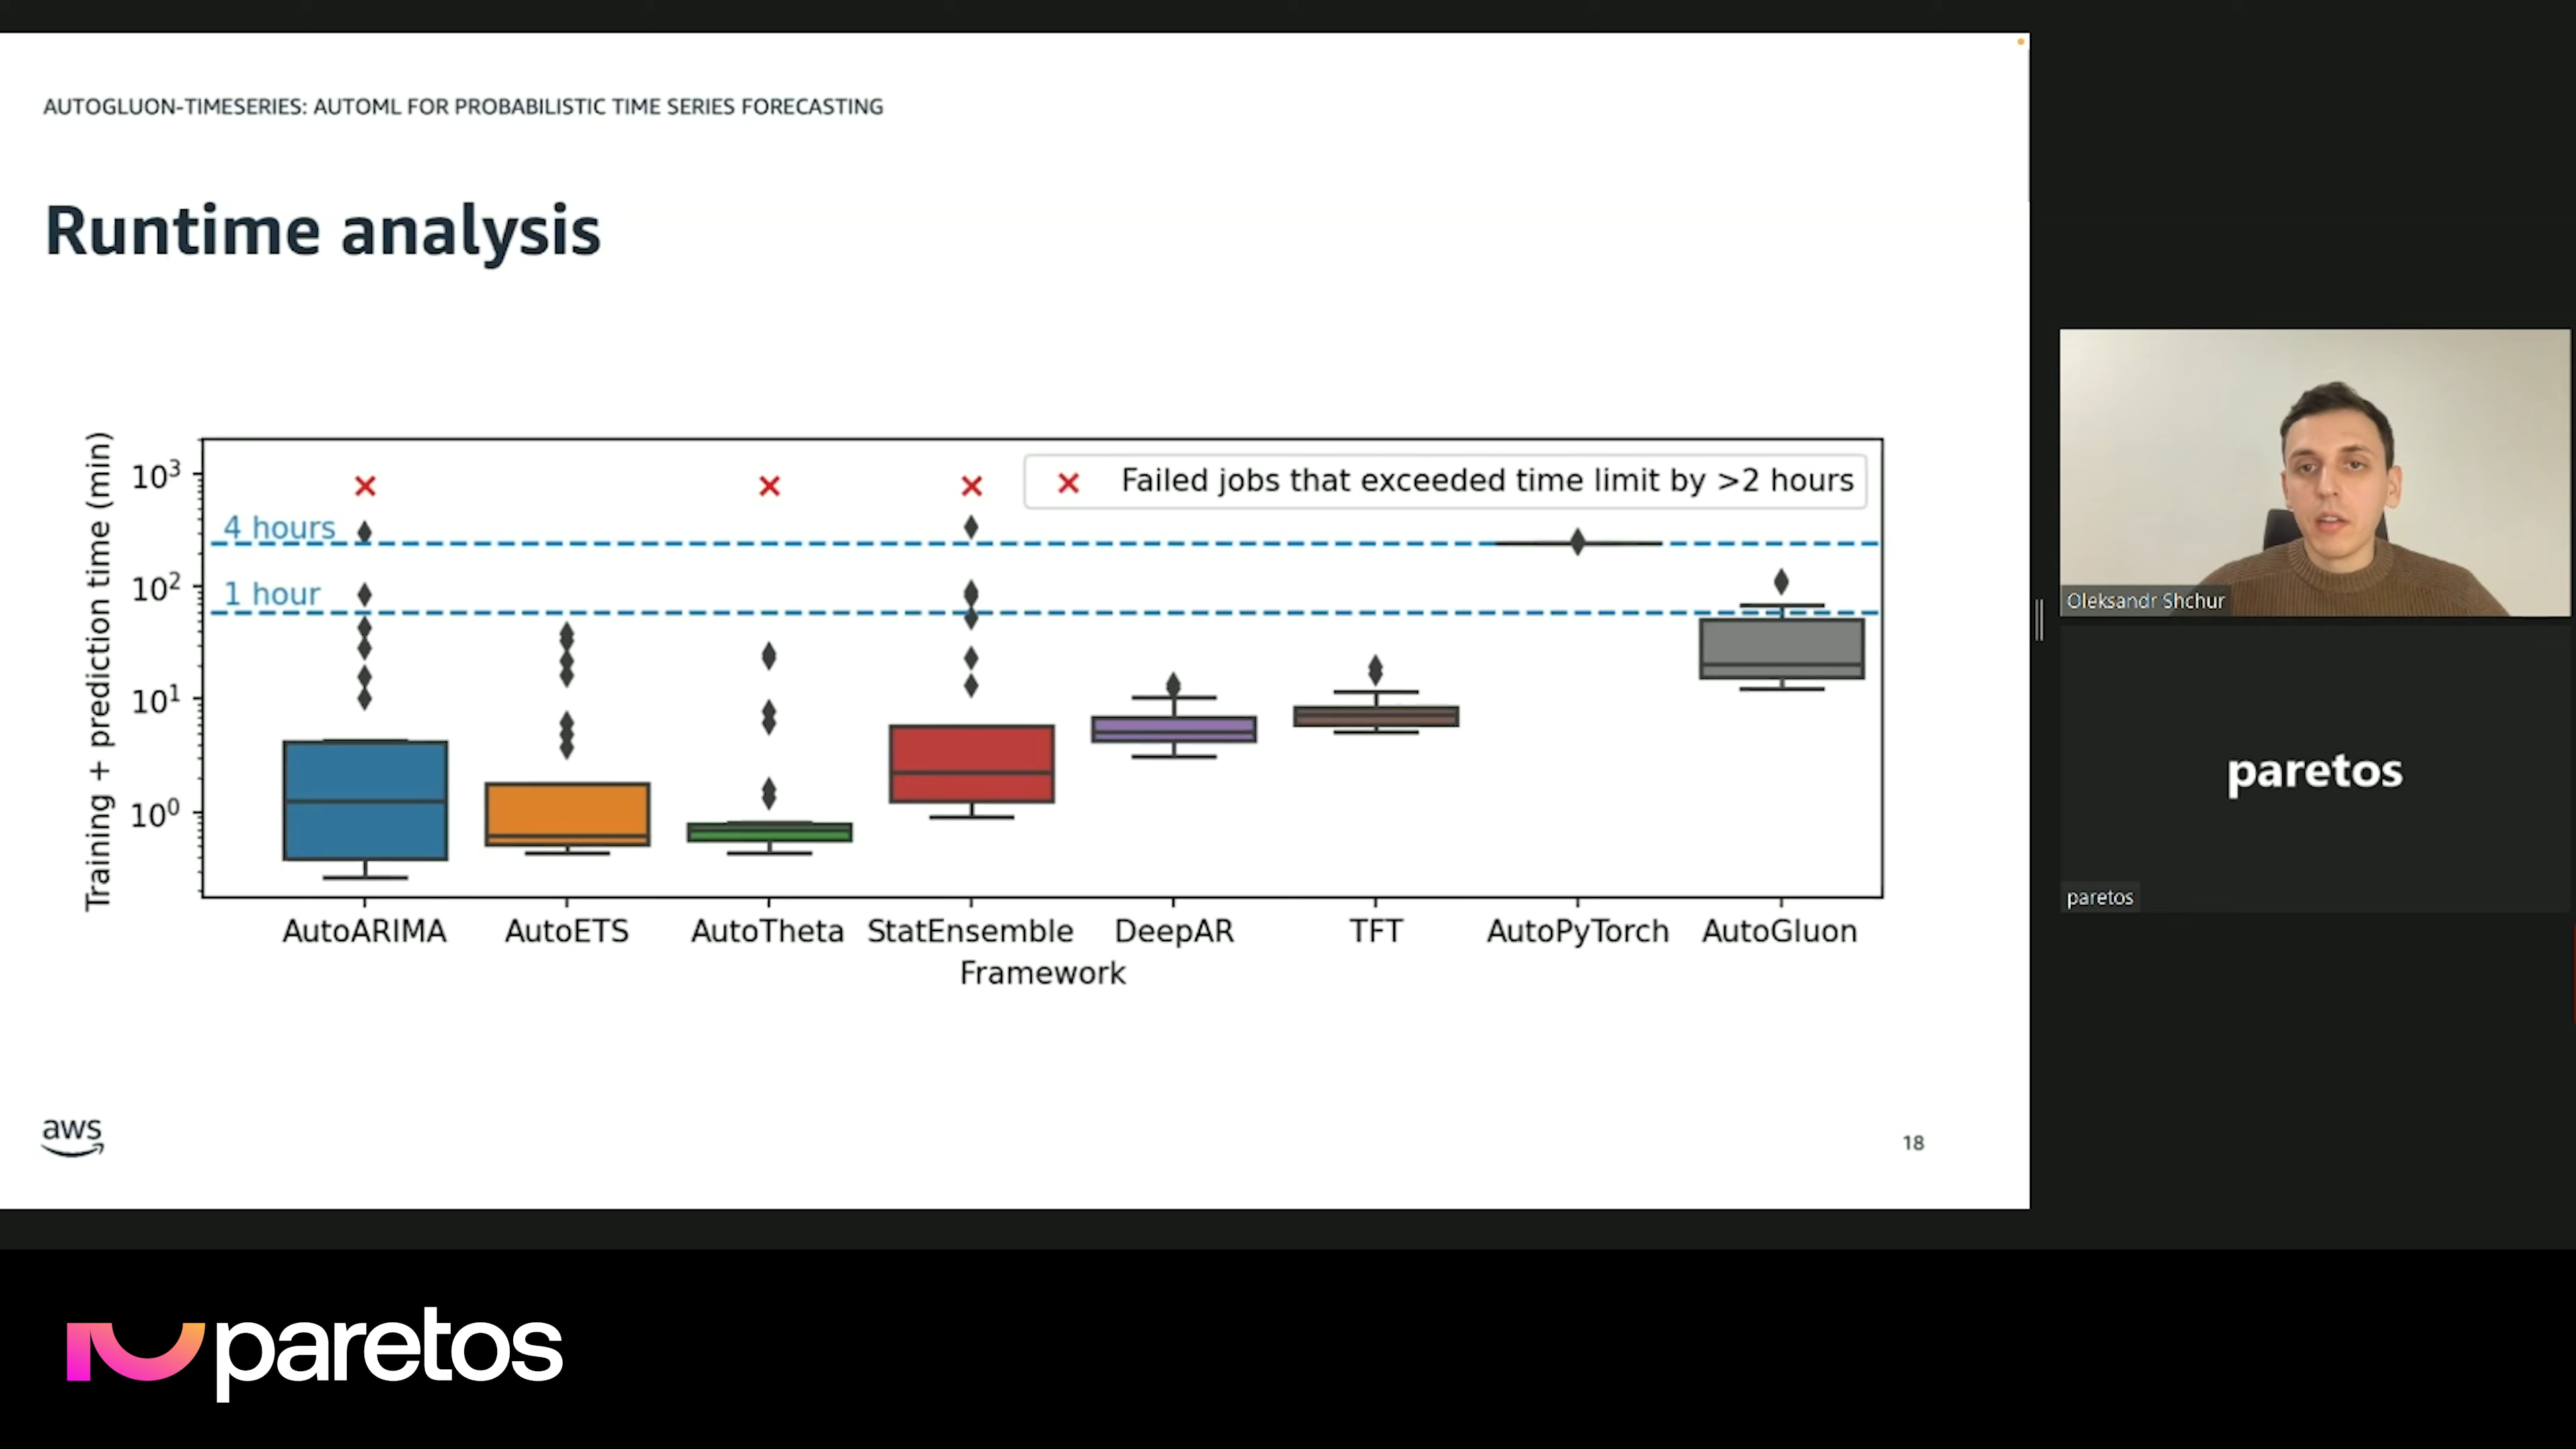 AUTOGLUON-TIMESERIES: AUTOML FOR PROBABILISTIC TIME SERIES FORECASTING
Runtime analysis
Training + prediction time (min)
10³
10²
10¹
10⁰
4 hours
1 hour
Failed jobs that exceeded time limit by >2 hours
AutoARIMA
AutoETS
AutoTheta
StatEnsemble
DeepAR
TFT
AutoPyTorch
AutoGluon
Framework
aws
18
Oleksandr Shchur
paretos
paretos
paretos